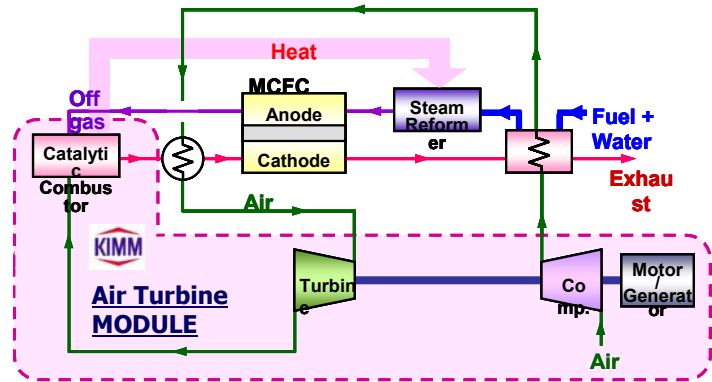 Heat
MCFC
Off
gas
Anode
Steam
Reform
er
Fuel +
Water
Catalyti
c
Combus
tor
Cathode
Exhau
st
Air
KIMM
Air Turbine
MODULE
Turbin
e
Co
mp.
Motor
/
Generat
or
Air